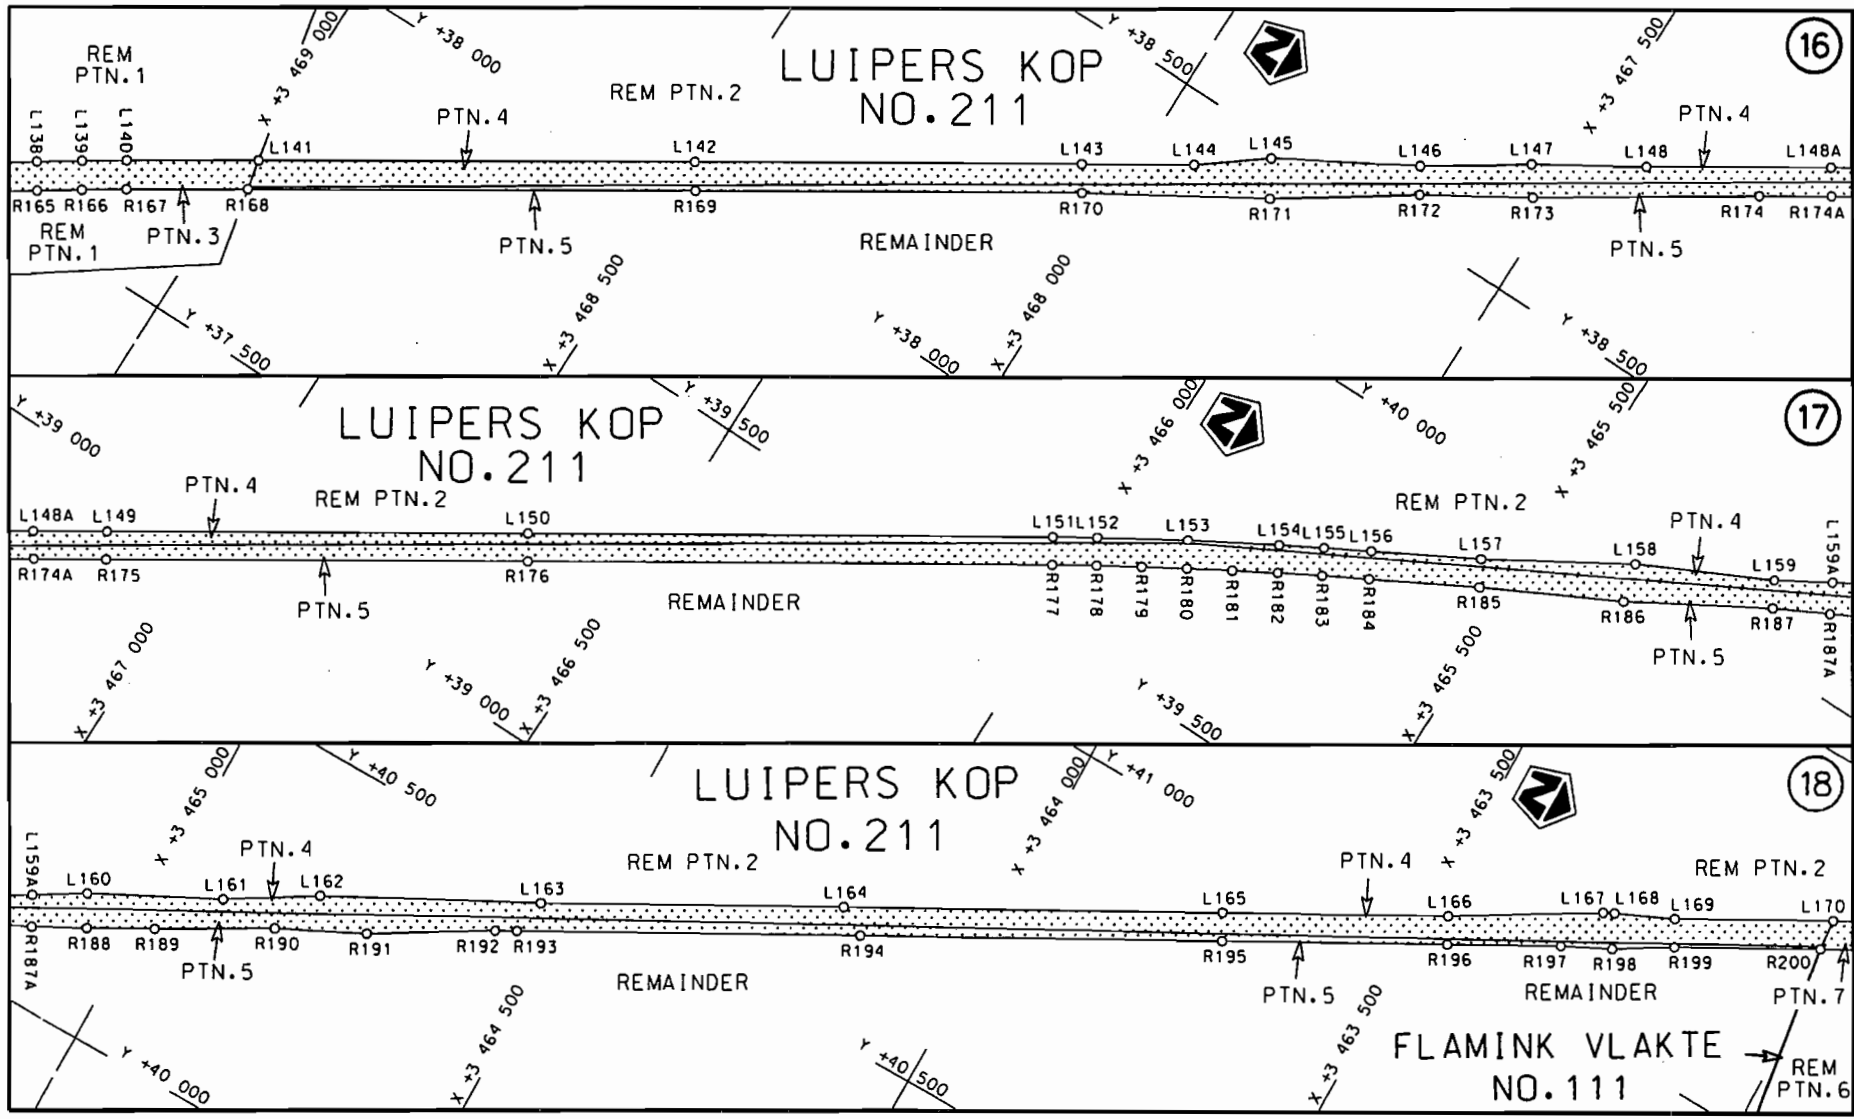 16
REM
PTN.1
X +3 469 000
Y +38 000
REM PTN.2
LUIPERS KOP
NO.211
Y +38 500
N
X +3 467 500
PTN.4
PTN.4
L138
L139
L140
L141
L142
L143
L144
L145
L146
L147
L148
L148A
R165
R166
R167
R168
R169
R170
R171
R172
R173
R174
R174A
REM
PTN.1
PTN.3
PTN.5
REMAINDER
PTN.5
Y +37 500
X +3 468 500
Y +38 000
X +3 468 000
Y +38 500
17
Y +39 000
LUIPERS KOP
NO.211
Y +39 500
X +3 466 000
N
Y +40 000
X +3 465 500
PTN.4
REM PTN.2
REM PTN.2
PTN.4
L148A
L149
L150
L151
L152
L153
L154
L155
L156
L157
L158
L159
L159A
R174A
R175
R176
R177
R178
R179
R180
R181
R182
R183
R184
R185
R186
R187
R187A
PTN.5
REMAINDER
PTN.5
X +3 467 000
Y +39 000
X +3 466 500
Y +39 500
X +3 465 500
18
X +3 465 000
Y +40 500
LUIPERS KOP
NO.211
X +3 464 000
Y +41 000
X +3 463 500
N
PTN.4
REM PTN.2
PTN.4
REM PTN.2
L159A
L160
L161
L162
L163
L164
L165
L166
L167
L168
L169
L170
R187A
R188
R189
R190
R191
R192
R193
R194
R195
R196
R197
R198
R199
R200
PTN.5
REMAINDER
PTN.5
REMAINDER
PTN.7
Y +40 000
X +3 464 500
Y +40 500
X +3 463 500
FLAMINK VLAKTE
NO.111
REM
PTN.6